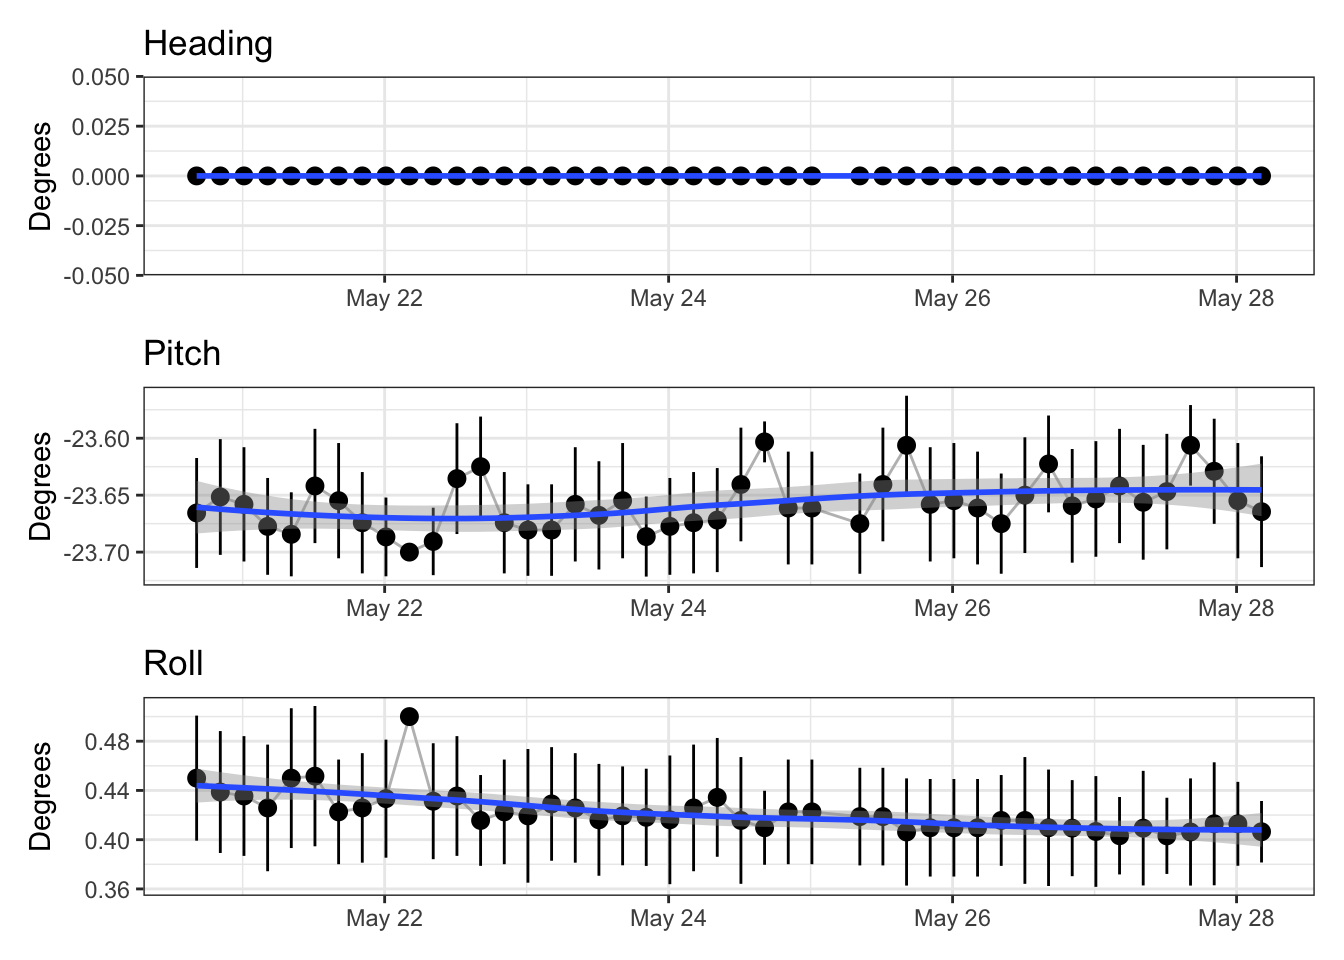 Heading
Degrees
0.050
0.025
0.000
-0.025
-0.050
May 22 May 24 May 26 May 28
Pitch
Degrees
-23.60
-23.65
-23.70
May 22 May 24 May 26 May 28
Roll
Degrees
0.48
0.44
0.40
0.36
May 22 May 24 May 26 May 28